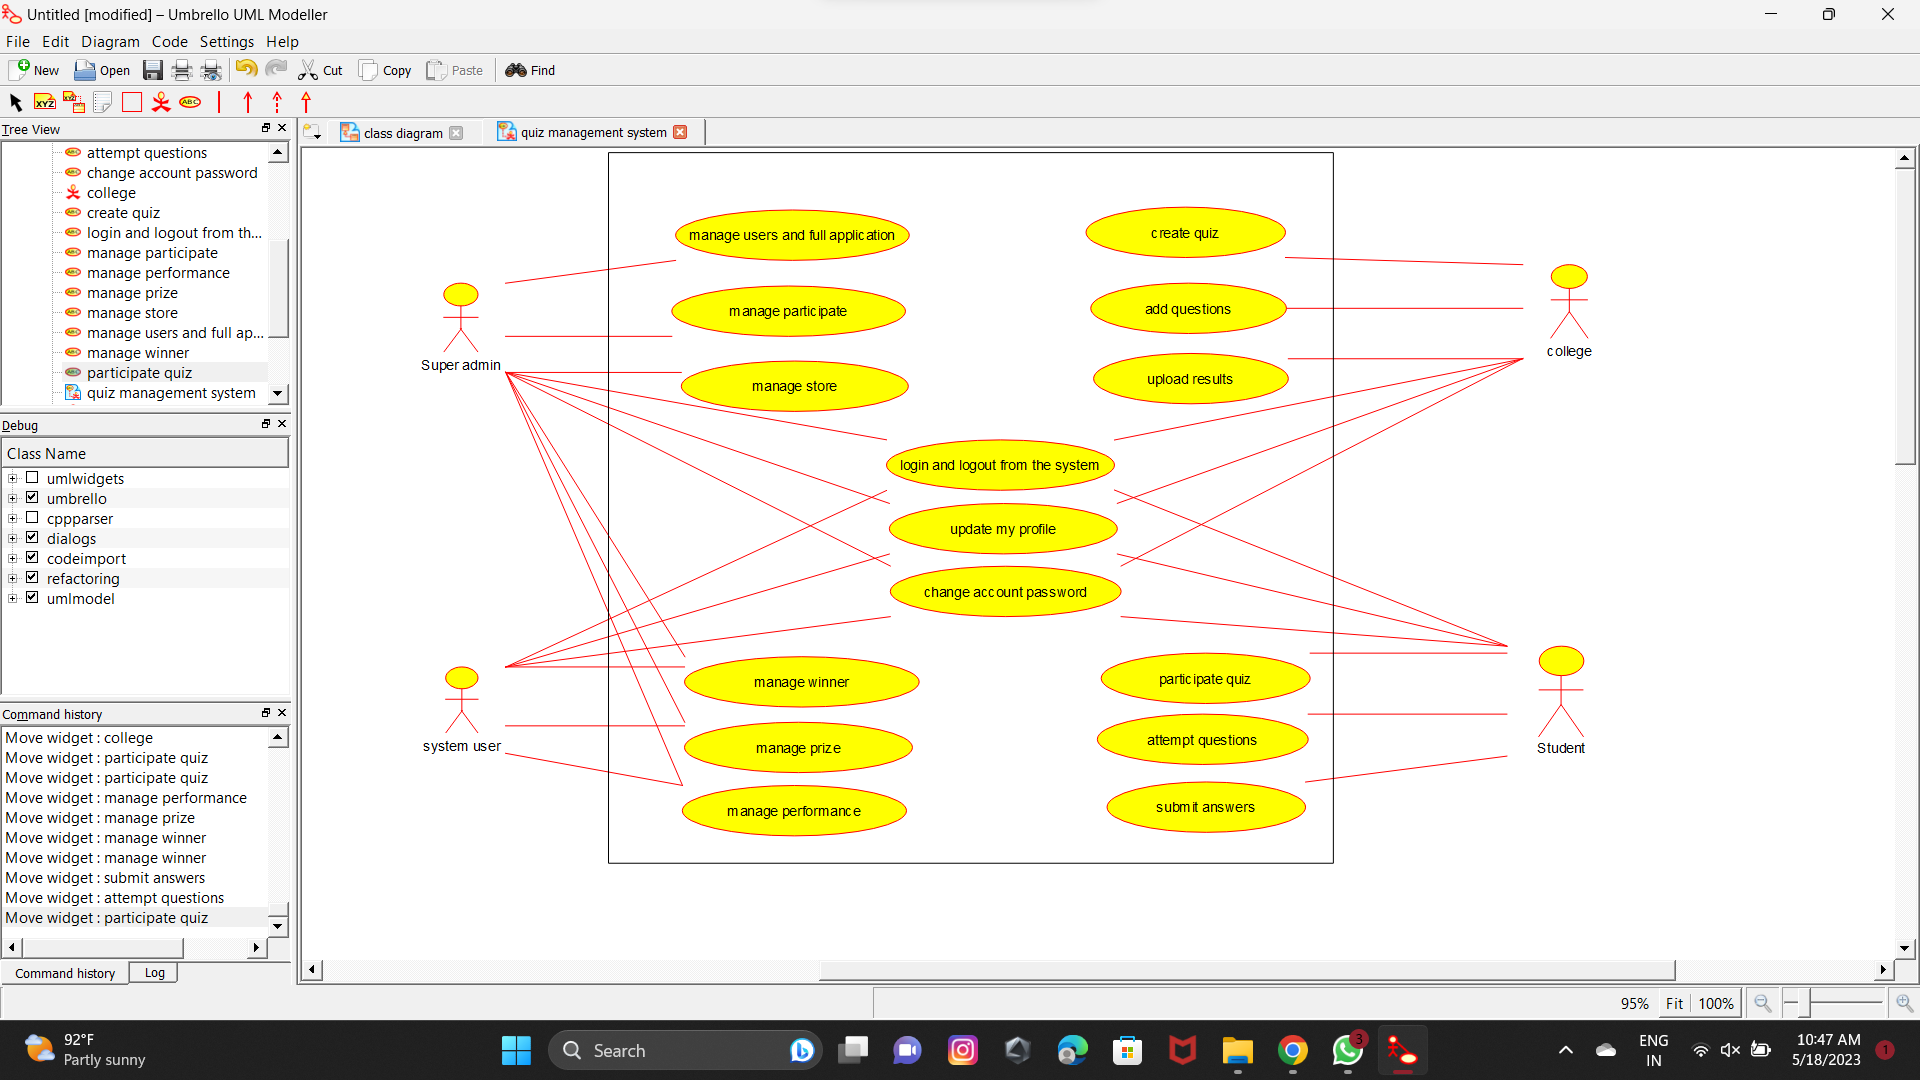 Untitled [modified] – Umbrello UML Modeller
File Edit Diagram Code Settings Help
New Open Cut Copy Paste Find
XYZ XYZ ABC
Tree View
class diagram
quiz management system
attempt questions
change account password
college
create quiz
login and logout from th...
manage participate
manage performance
manage prize
manage store
manage users and full ap...
manage winner
participate quiz
quiz management system
Debug
Class Name
umlwidgets
umbrello
cppparser
dialogs
codeimport
refactoring
umlmodel
Command history
Move widget : college
Move widget : participate quiz
Move widget : participate quiz
Move widget : manage performance
Move widget : manage prize
Move widget : manage winner
Move widget : manage winner
Move widget : submit answers
Move widget : attempt questions
Move widget : participate quiz
Command history
Log
manage users and full application
create quiz
manage participate
add questions
Super admin
college
manage store
upload results
login and logout from the system
update my profile
change account password
manage winner
participate quiz
system user
manage prize
attempt questions
Student
manage performance
submit answers
95% Fit 100%
92°F
Partly sunny
Search
3
ENG
IN
10:47 AM
5/18/2023
1